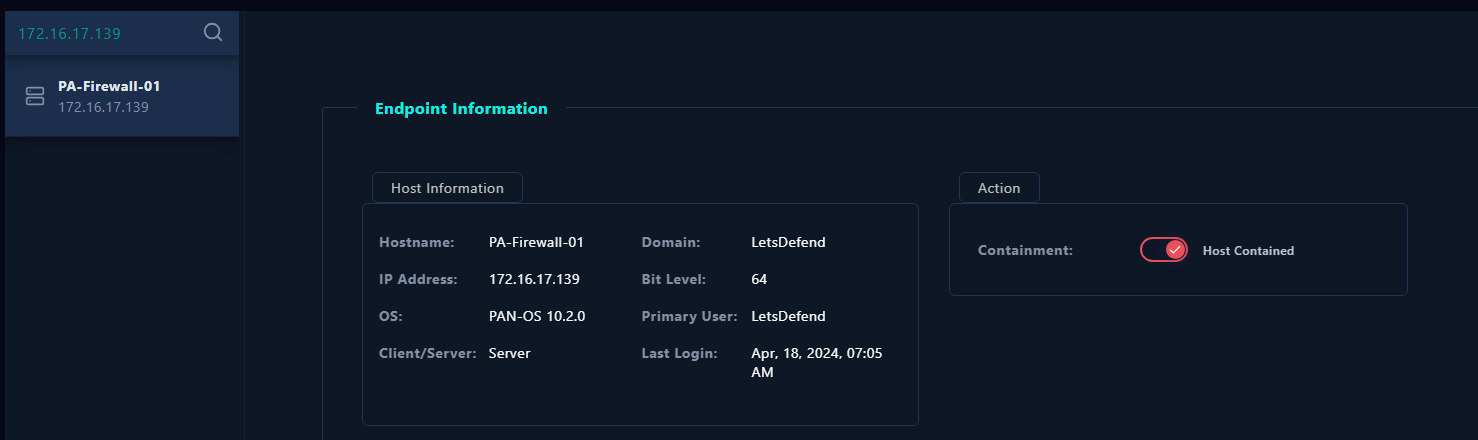 172.16.17.139
PA-Firewall-01
172.16.17.139
Endpoint Information
Host Information
Hostname: PA-Firewall-01 Domain: LetsDefend
IP Address: 172.16.17.139 Bit Level: 64
OS: PAN-OS 10.2.0 Primary User: LetsDefend
Client/Server: Server Last Login: Apr, 18, 2024, 07:05
AM
Action
Containment: Host Contained